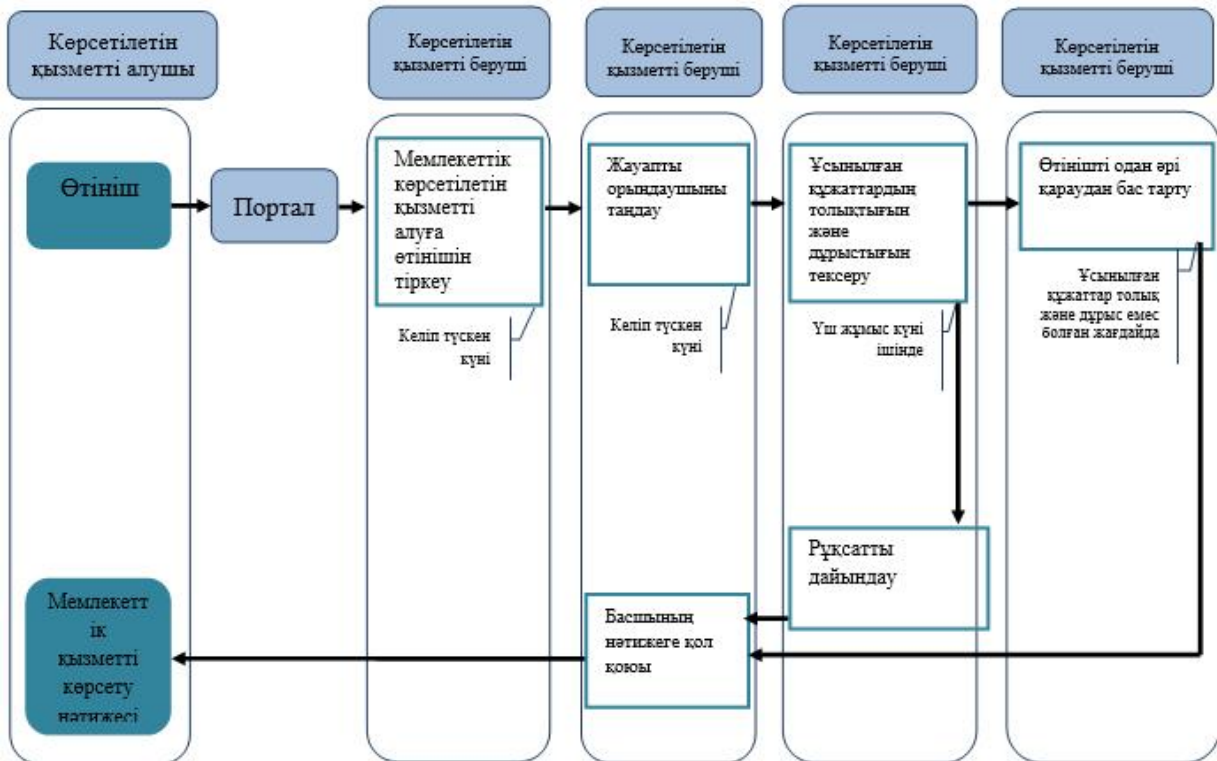 Көрсетілетін
қызметті алушы
Көрсетілетін
қызметті беруші
Көрсетілетін
қызметті беруші
Көрсетілетін
қызметті беруші
Көрсетілетін
қызметті беруші
Өтініш
Портал
Мемлекеттік
көрсетілетін
қызметті
алуға
өтінішін
тіркеу
Келіп түскен
күні
Жауапты
орындаушыны
таңдау
Келіп түскен
күні
Ұсынылған
құжаттардың
толықтығын
және
дұрыстығын
тексеру
Үш жұмыс күні
ішінде
Өтінішті одан әрі
қараудан бас тарту
Ұсынылған
құжаттар толық
және дұрыс емес
болған жағдайда
Рұқсатты
дайындау
Басшының
нәтижеге қол
қоюы
Мемлекетт
ік
қызметті
көрсету
нәтижесі